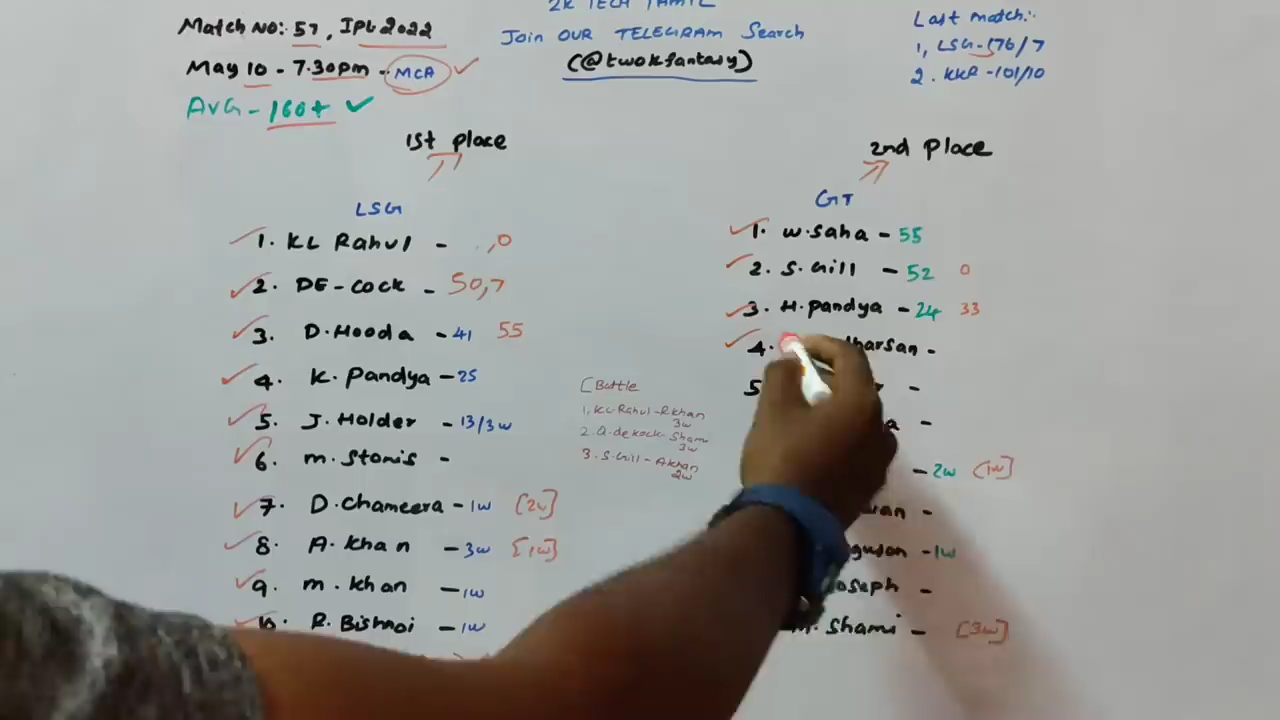 2K TECH TAMIL
Match No:- 57, IPL 2022
Join OUR TELEGRAM Search
(@twokfantasy)
May 10 - 7.30pm - MCA
AVG - 160+
Last match:-
1, LSG - 176/7
2. KKR - 101/10
1st place
LSG
1. KL Rahul - ,0
2. DE-cock - 50,7
3. D.Hooda - 41 55
4. K. Pandya - 25
5. J. Holder - 13/3w
6. m. Stonis -
7. D. Chameera - 1w [2w]
8. A. Khan - 3w [1w]
9. m. Khan - 1w
10. R. Bishnoi - 1w
[Battle
1, KL Rahul - R.Khan
3w
2. Q. de kock - Shami
3w
3. S. Gill - A Khan
2w
2nd place
GT
1. W. Saha - 55
2. S. Gill - 52 0
3. H. Pandya - 24 33
4. dharsan -
5 -
-
- 2w [1w]
-
- 1w
Joseph -
M. Shami - [3w]